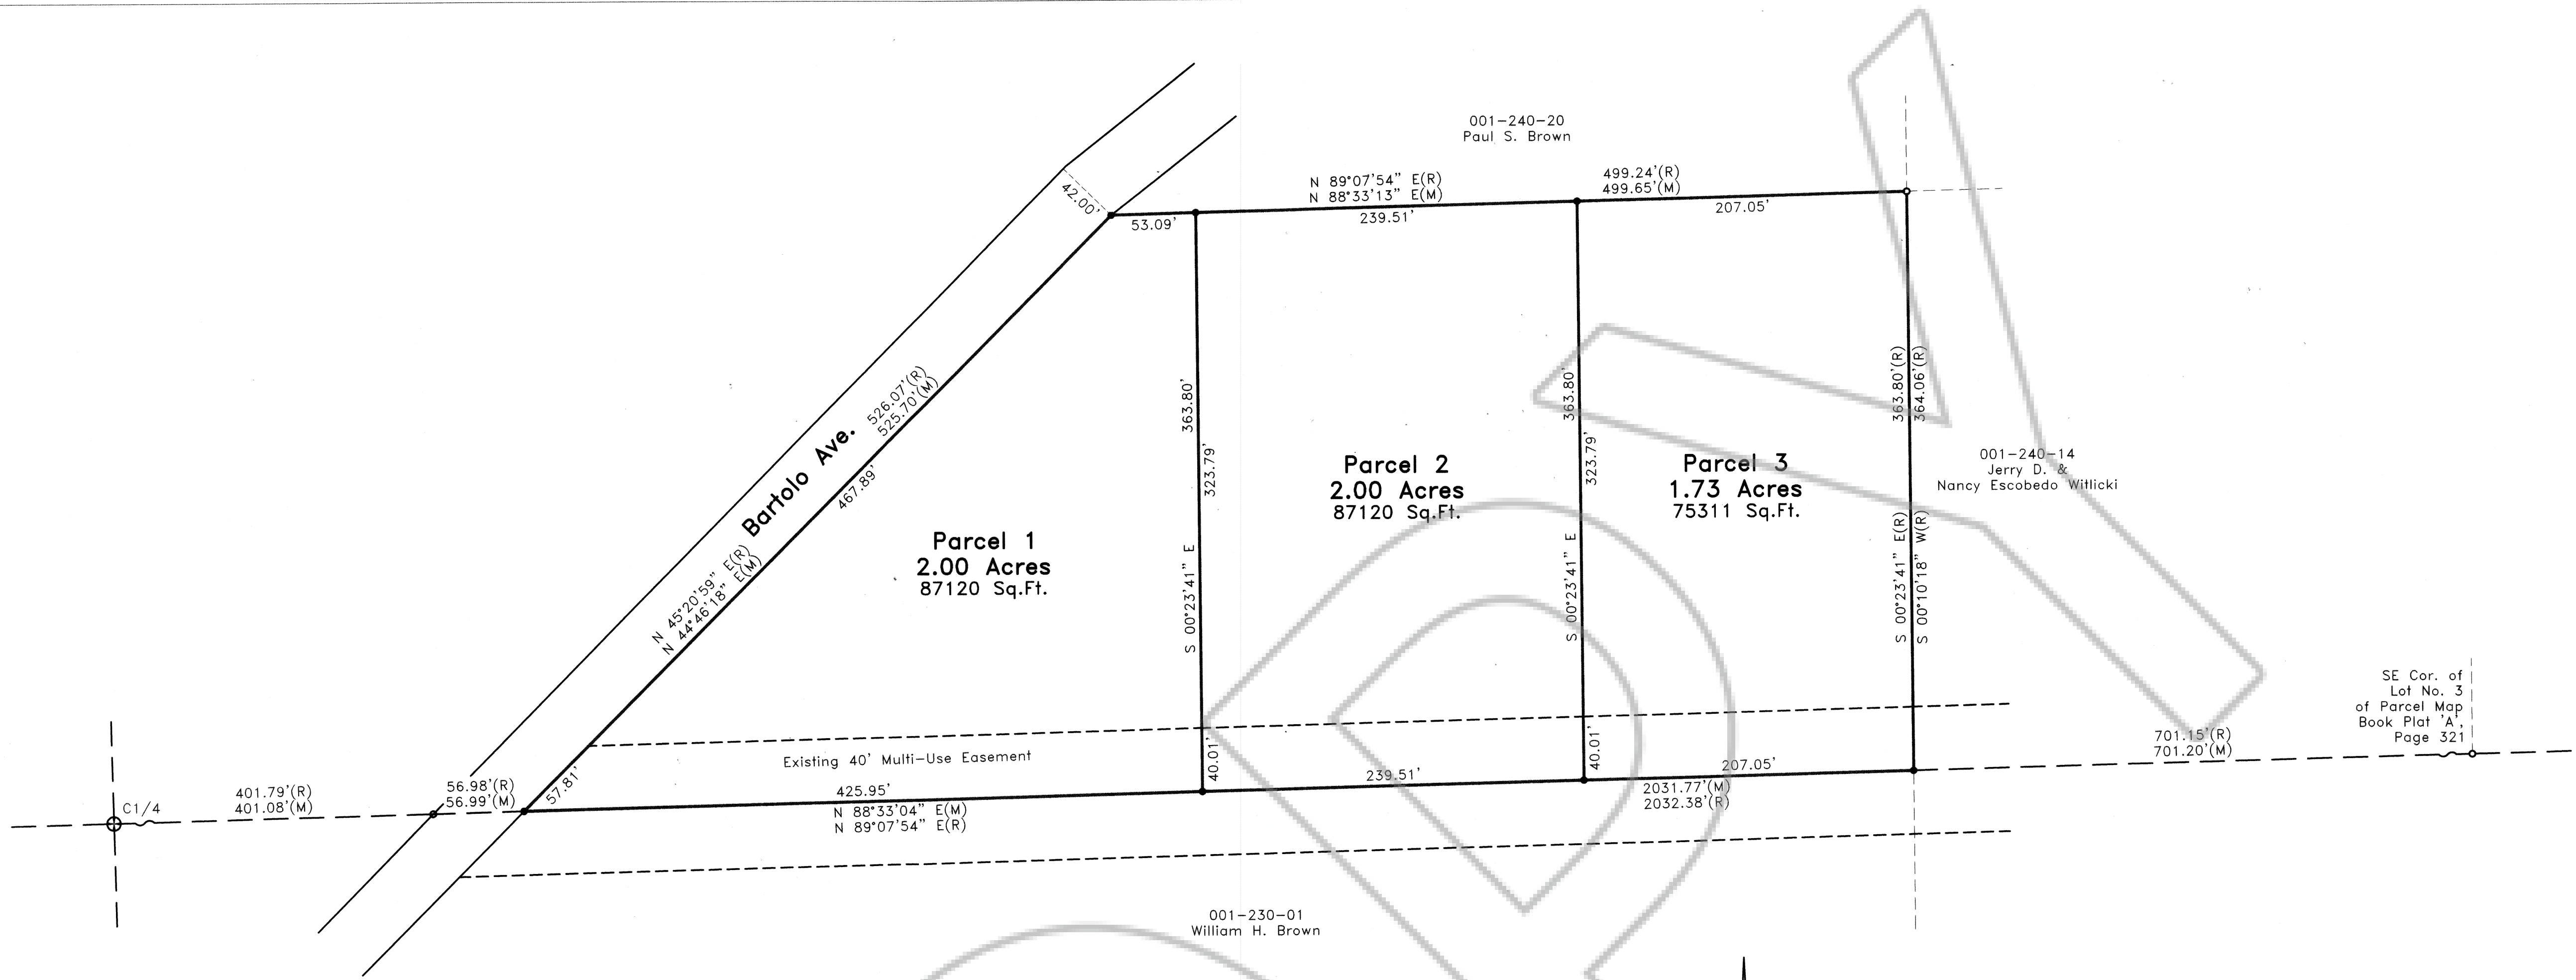 001-240-20
Paul S. Brown
N 89°07'54" E(R)
N 88°33'13" E(M)
499.24'(R)
499.65'(M)
42.00'
53.09'
239.51'
207.05'
Bartolo Ave.
526.07'(R)
525.70'(M)
467.89'
N 45°20'59" E(R)
N 44°46'18" E(M)
57.81'
Parcel 1
2.00 Acres
87120 Sq.Ft.
363.80'
323.79'
S 00°23'41" E
40.01'
Parcel 2
2.00 Acres
87120 Sq.Ft.
363.80'
323.79'
S 00°23'41" E
40.01'
Parcel 3
1.73 Acres
75311 Sq.Ft.
363.80'(R)
364.06'(R)
S 00°23'41" E(R)
S 00°10'18" W(R)
001-240-14
Jerry D. &
Nancy Escobedo Witlicki
SE Cor. of
Lot No. 3
of Parcel Map
Book Plat 'A',
Page 321
701.15'(R)
701.20'(M)
Existing 40' Multi-Use Easement
C1/4
401.79'(R)
401.08'(M)
56.98'(R)
56.99'(M)
425.95'
N 88°33'04" E(M)
N 89°07'54" E(R)
239.51'
207.05'
2031.77'(M)
2032.38'(R)
001-230-01
William H. Brown